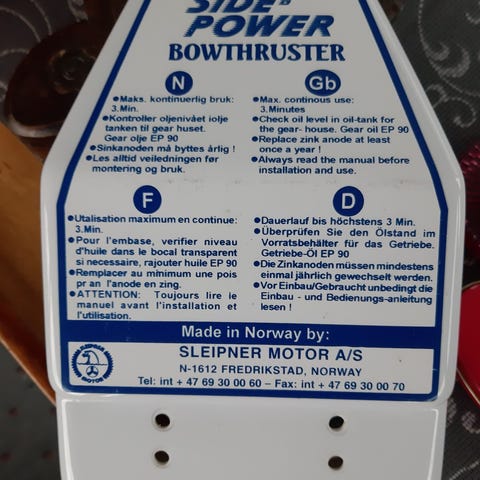 SIDE-POWER
BOWTHRUSTER
N
●Maks. kontinuerlig bruk:
3.Min.
●Kontroller oljenivået iolje
tanken til gear huset.
Gear olje EP 90
●Sinkanoden må byttes årlig !
●Les alltid veiledningen før
montering og bruk.
Gb
●Max. continous use:
3.Minutes
●Check oil level in oil-tank for
the gear- house. Gear oil EP 90
●Replace zink anode at least
once a year !
●Always read the manual before
installation and use.
F
●Utalisation maximum en continue:
3.Min.
●Pour l'embase, verifier niveau
d'huile dans le bocal transparent
si necessaire, rajouter huile EP 90
●Remplacer au minimum une pois
pr an l'anode en zing.
●ATTENTION: Toujours lire le
manuel avant l'installation et
l'utilisation.
D
●Dauerlauf bis höchstens 3 Min.
●Überprüfen Sie den Ölstand im
Vorratsbehälter für das Getriebe.
Getriebe-Öl EP 90
●Die Zinkanoden müssen mindestens
einmal jährlich gewechselt werden.
●Vor Einbau/Gebraucht unbedingt die
Einbau - und Bedienungs-anleitung
lesen !
Made in Norway by:
SLEIPNER MOTOR
SLEIPNER MOTOR A/S
N-1612 FREDRIKSTAD, NORWAY
Tel: int + 47 69 30 00 60 – Fax: int + 47 69 30 00 70